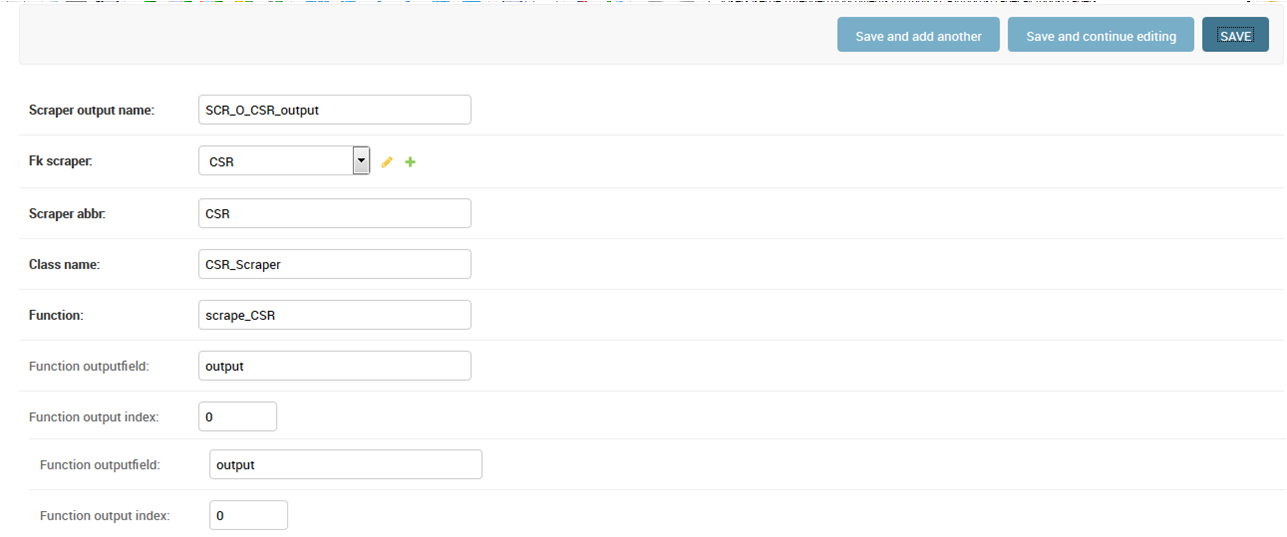 Save and add another Save and continue editing SAVE
Scraper output name: SCR_O_CSR_output
Fk scraper: CSR
Scraper abbr: CSR
Class name: CSR_Scraper
Function: scrape_CSR
Function outputfield: output
Function output index: 0
Function outputfield: output
Function output index: 0